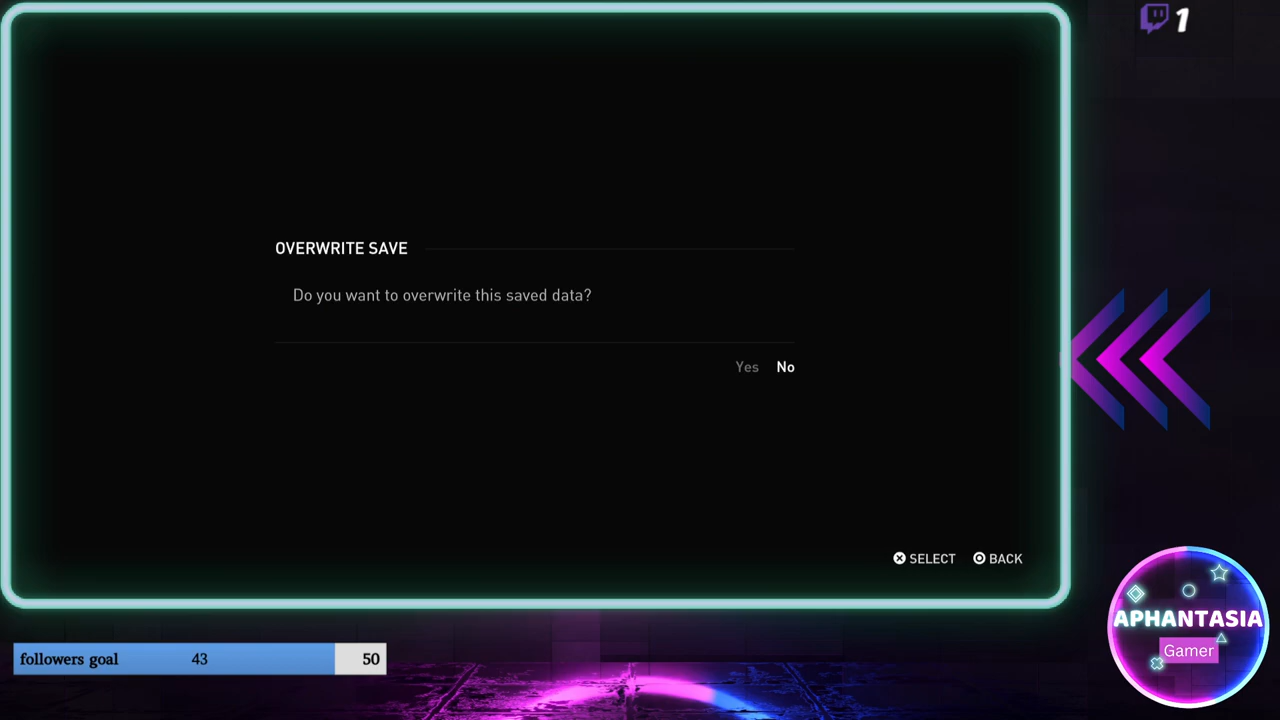 1
OVERWRITE SAVE
Do you want to overwrite this saved data?
Yes No
SELECT BACK
followers goal 43 50
APHANTASIA
Gamer